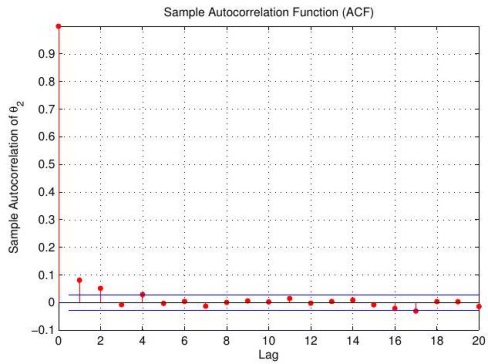 Sample Autocorrelation Function (ACF)
Sample Autocorrelation of θ₂
0.9
0.8
0.7
0.6
0.5
0.4
0.3
0.2
0.1
0
−0.1
0 2 4 6 8 10 12 14 16 18 20
Lag